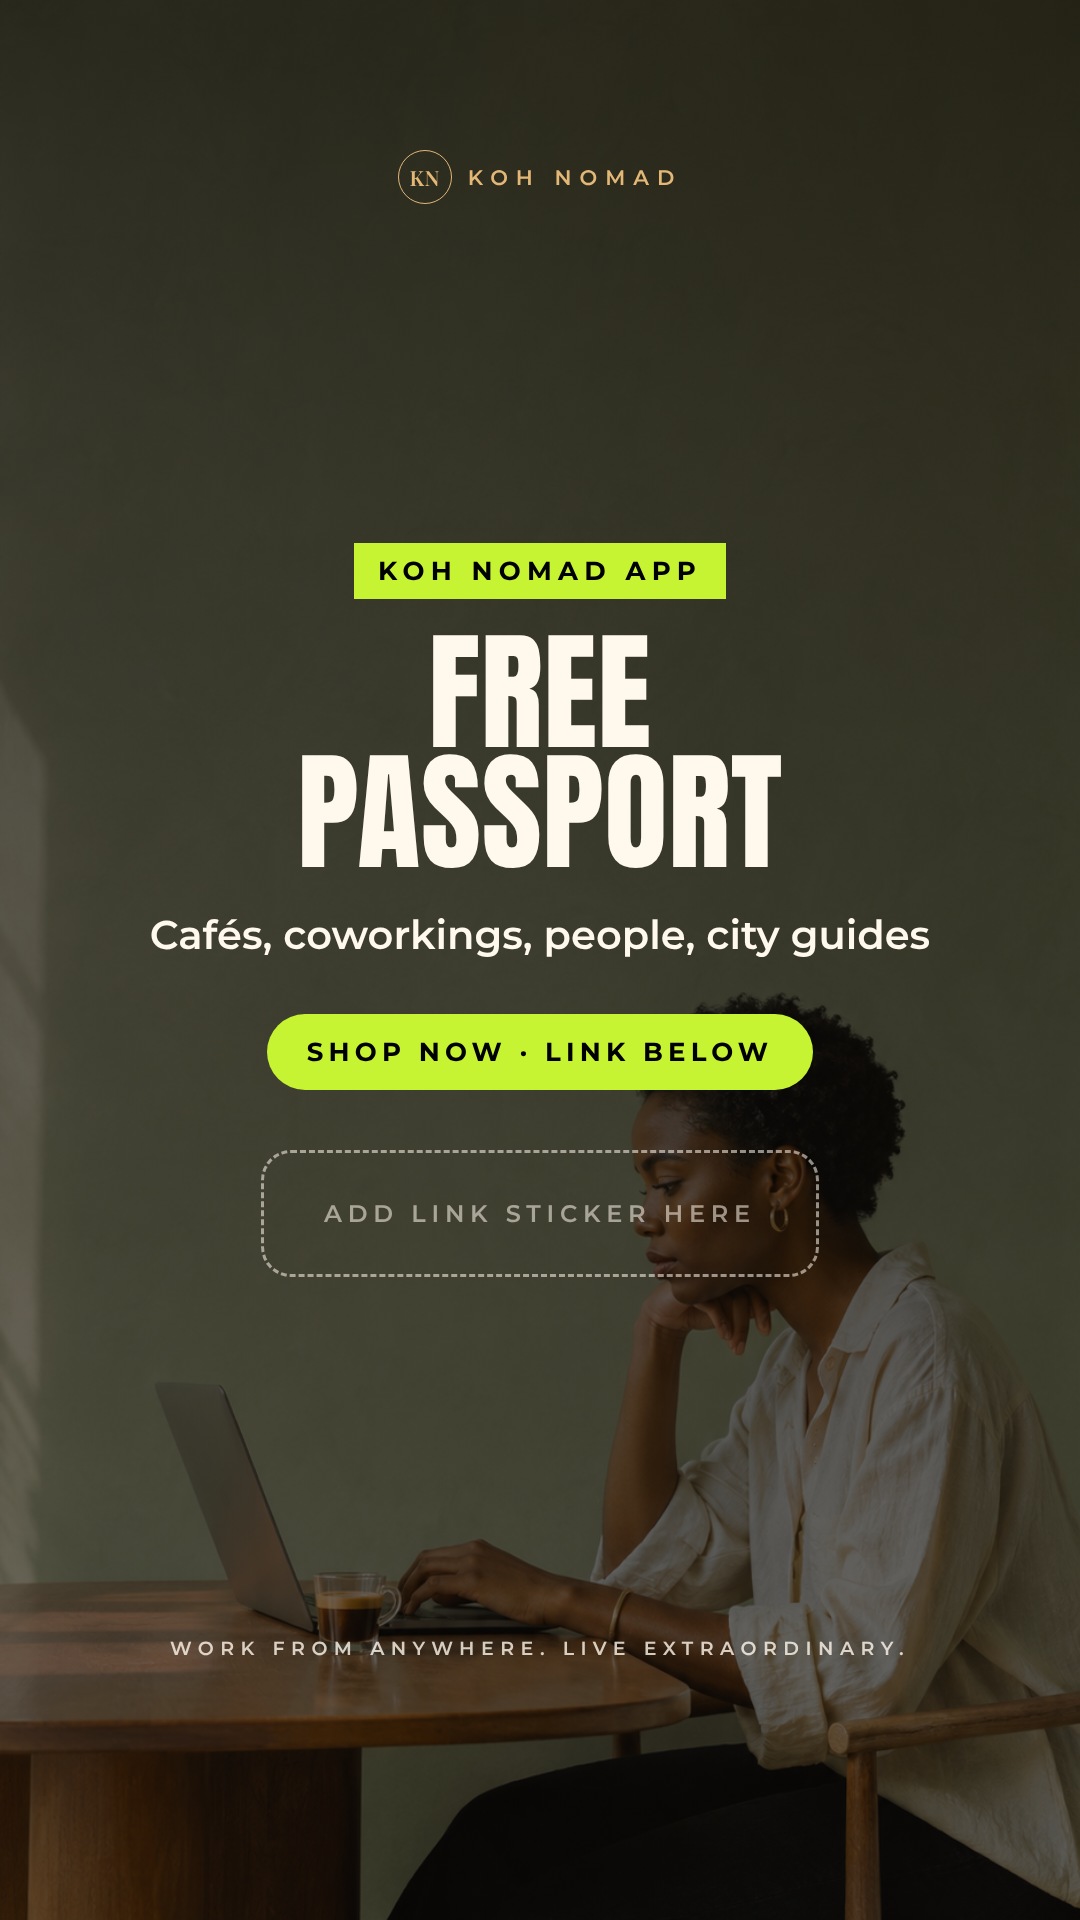 KN KOH NOMAD
KOH NOMAD APP
FREE
PASSPORT
Cafés, coworkings, people, city guides
SHOP NOW · LINK BELOW
ADD LINK STICKER HERE
WORK FROM ANYWHERE. LIVE EXTRAORDINARY.